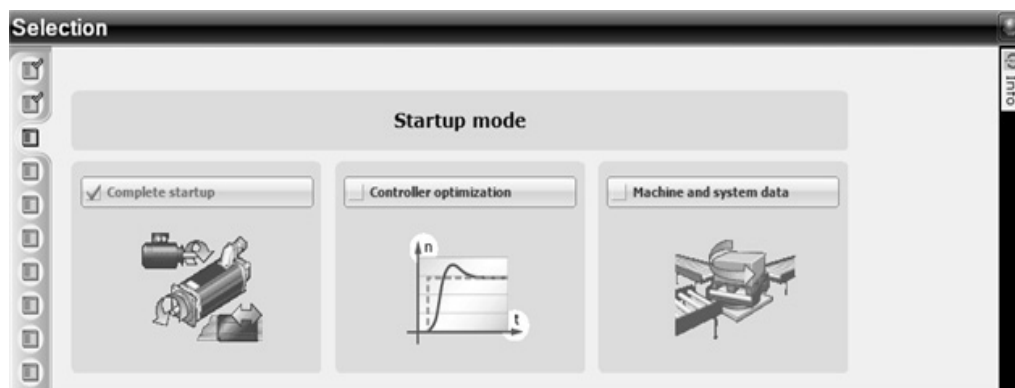 Selection
Info
Startup mode
Complete startup
Controller optimization
Machine and system data
n
t